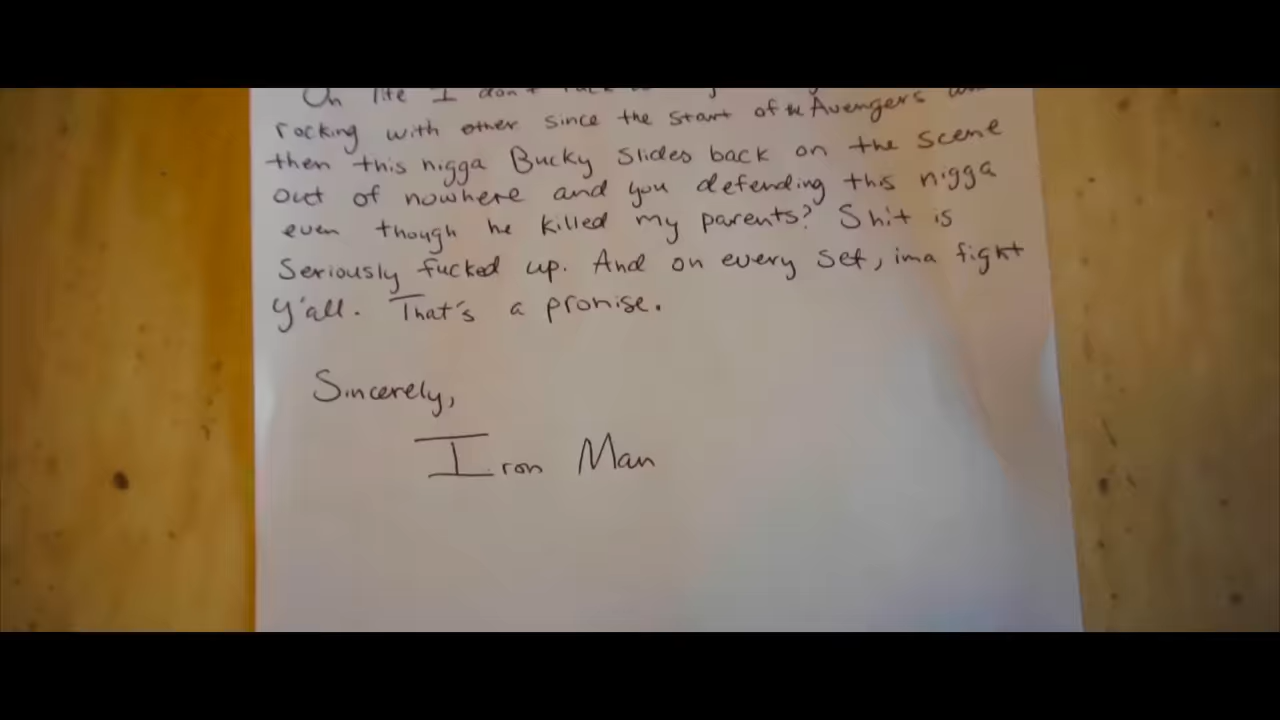 On life I don't
rocking with other since the start of the Avengers
then this nigga Bucky slides back on the scene
out of nowhere and you defending this nigga
even though he killed my parents? Shit is
seriously fucked up. And on every set, ima fight
y'all. That's a promise.
Sincerely,
Iron Man